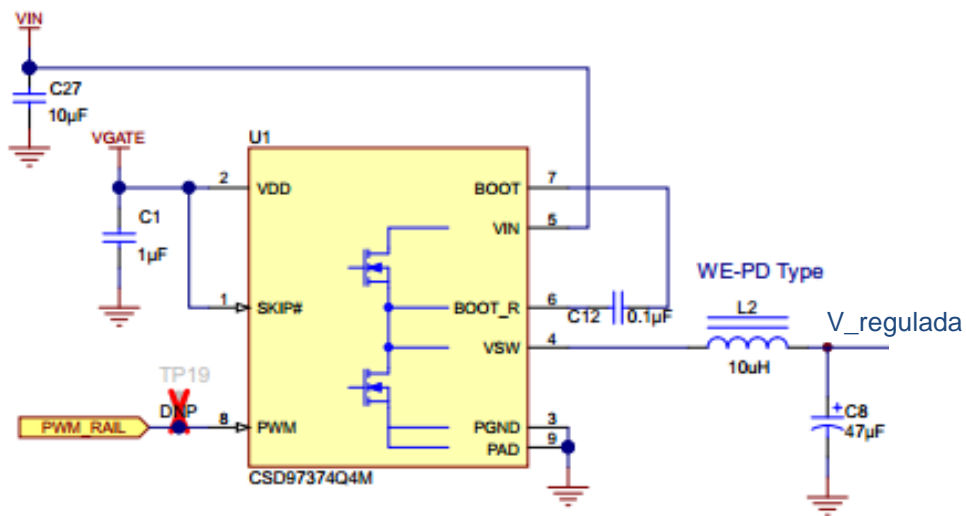 VIN
C27
10µF
VGATE
U1
2
VDD
BOOT
7
VIN
5
C1
1µF
1
SKIP#
BOOT_R
6
C12
0.1µF
WE-PD Type
L2
10uH
V_regulada
VSW
4
TP19
DNP
PWM_RAIL
8
PWM
PGND
3
PAD
9
+
C8
47µF
CSD97374Q4M